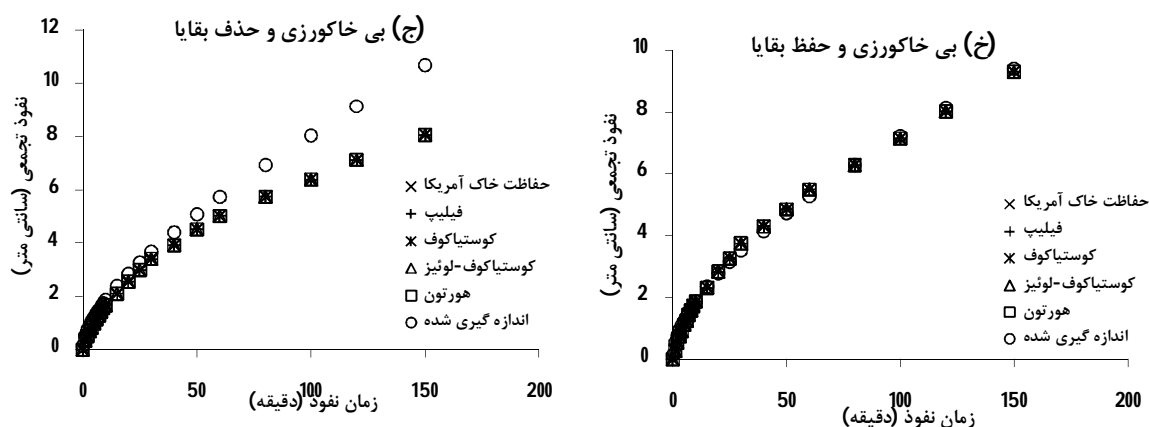 (ج) بی خاکورزی و حذف بقایا
نفوذ تجمعی (سانتی متر)
12
10
8
6
4
2
0
حفاظت خاک آمریکا
فیلیپ
کوستیاکوف
کوستیاکوف-لوئیز
هورتون
اندازه گیری شده
0 50 100 150 200
زمان نفوذ (دقیقه)
(خ) بی خاکورزی و حفظ بقایا
نفوذ تجمعی (سانتی متر)
10
8
6
4
2
0
حفاظت خاک آمریکا
فیلیپ
کوستیاکوف
کوستیاکوف-لوئیز
هورتون
اندازه گیری شده
0 50 100 150 200
زمان نفوذ (دقیقه)